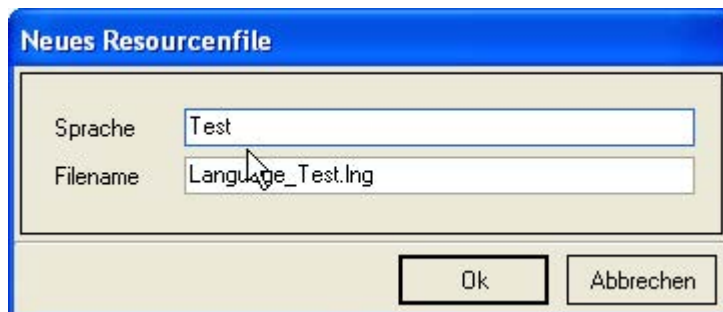 Neues Resourcenfile
Sprache Test
Filename Language_Test.lng
Ok Abbrechen